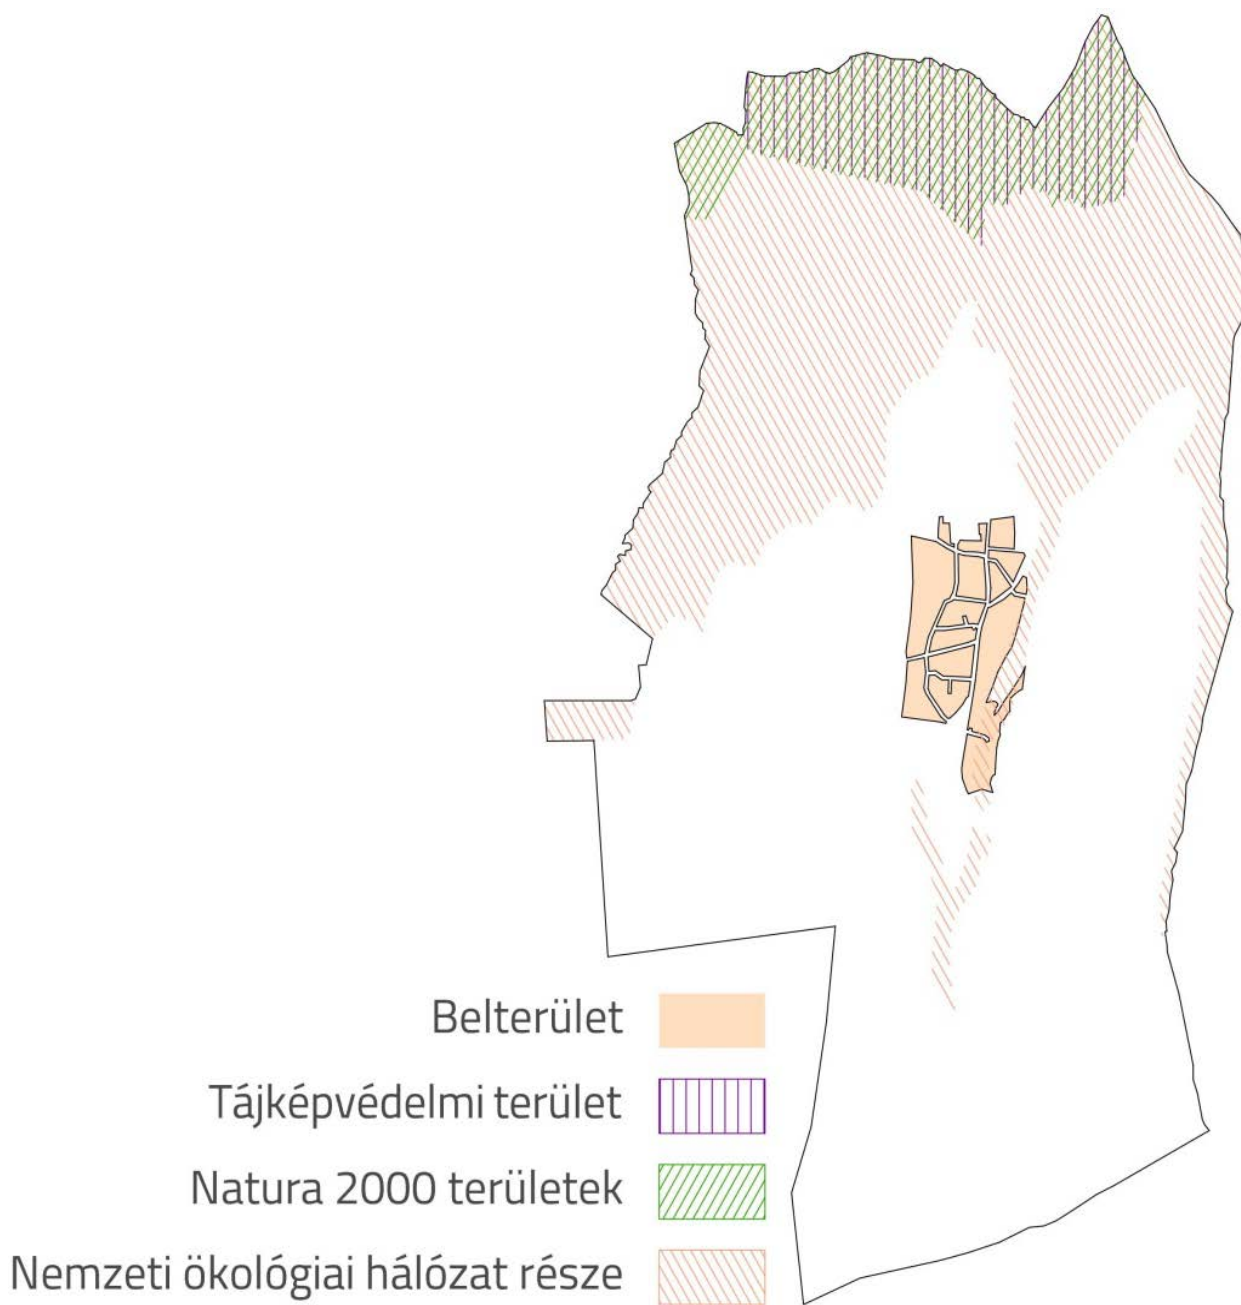 Belterület
Tájképvédelmi terület
Natura 2000 területek
Nemzeti ökológiai hálózat része